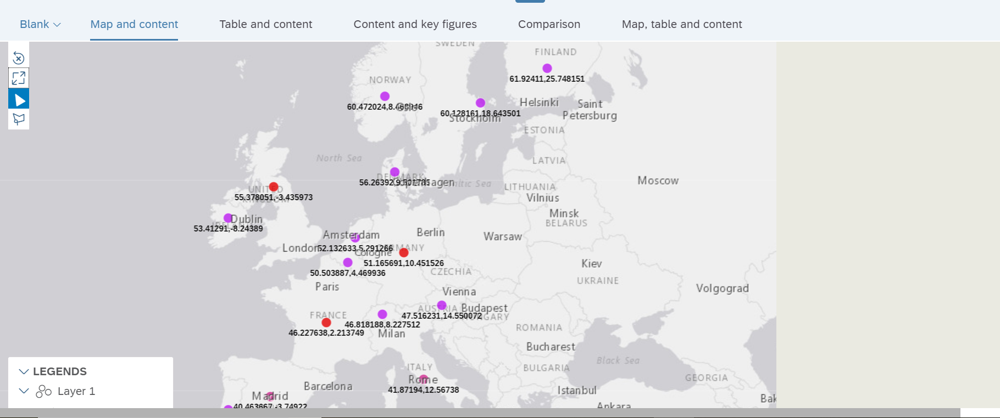 Blank
Map and content
Table and content
Content and key figures
Comparison
Map, table and content
SWEDEN
FINLAND
61.92411,25.748151
NORWAY
60.472024,8.468946
Oslo
Helsinki
Saint
Petersburg
60.128161,18.643501
Stockholm
ESTONIA
North Sea
LATVIA
DENMARK
56.26392,9.501785
Copenhagen
Baltic Sea
Moscow
UNITED
KINGDOM
55.378051,-3.435973
LITHUANIA
Vilnius
Dublin
IRELAND
53.41291,-8.24389
Minsk
BELARUS
Amsterdam
Berlin
Warsaw
London
52.132633,5.291266
GERMANY
Cologne
51.165691,10.451526
50.503887,4.469936
CZECHIA
Kiev
UKRAINE
Paris
Vienna
Volgograd
AUSTRIA
Budapest
HUNGARY
47.516231,14.550072
FRANCE
46.818188,8.227512
46.227638,2.213749
Milan
ROMANIA
Bucharest
Black Sea
BULGARIA
ITALY
Rome
41.87194,12.56738
GEORGIA
LEGENDS
Layer 1
Barcelona
Madrid
40.463667,-3.74922
Istanbul
Ankara
Bak